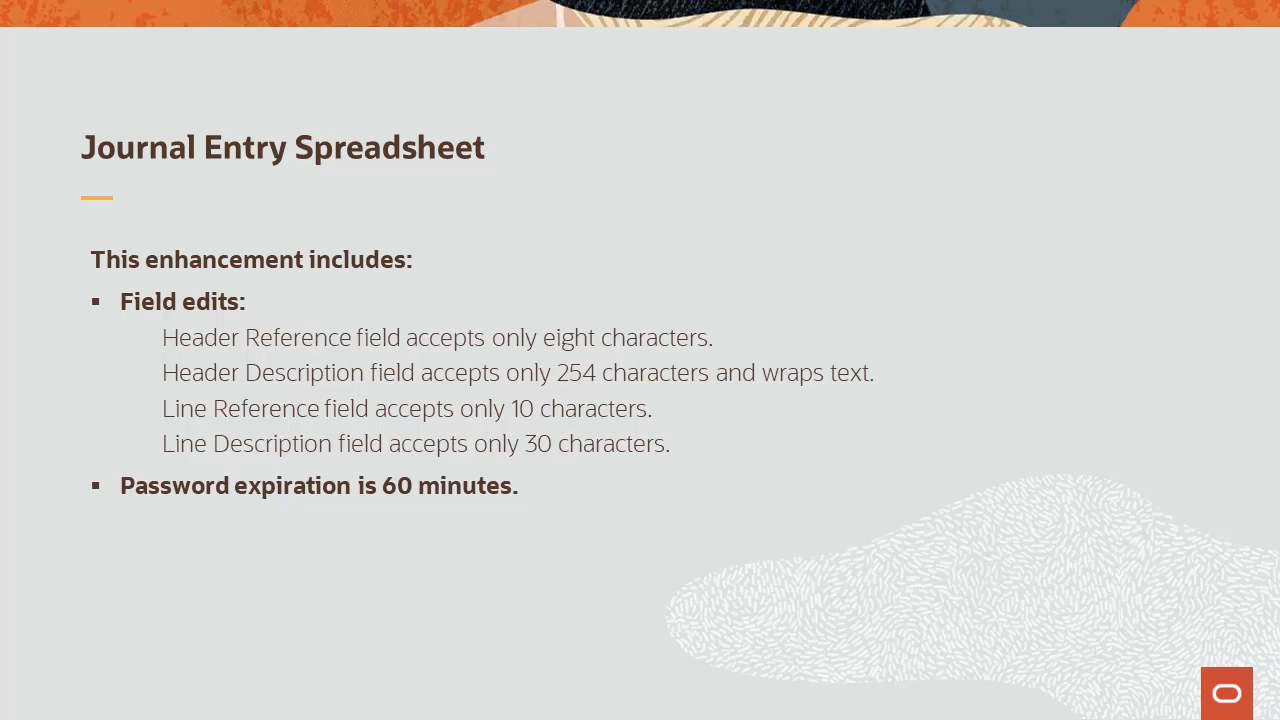 Journal Entry Spreadsheet
This enhancement includes:
▪ Field edits:
Header Reference field accepts only eight characters.
Header Description field accepts only 254 characters and wraps text.
Line Reference field accepts only 10 characters.
Line Description field accepts only 30 characters.
▪ Password expiration is 60 minutes.